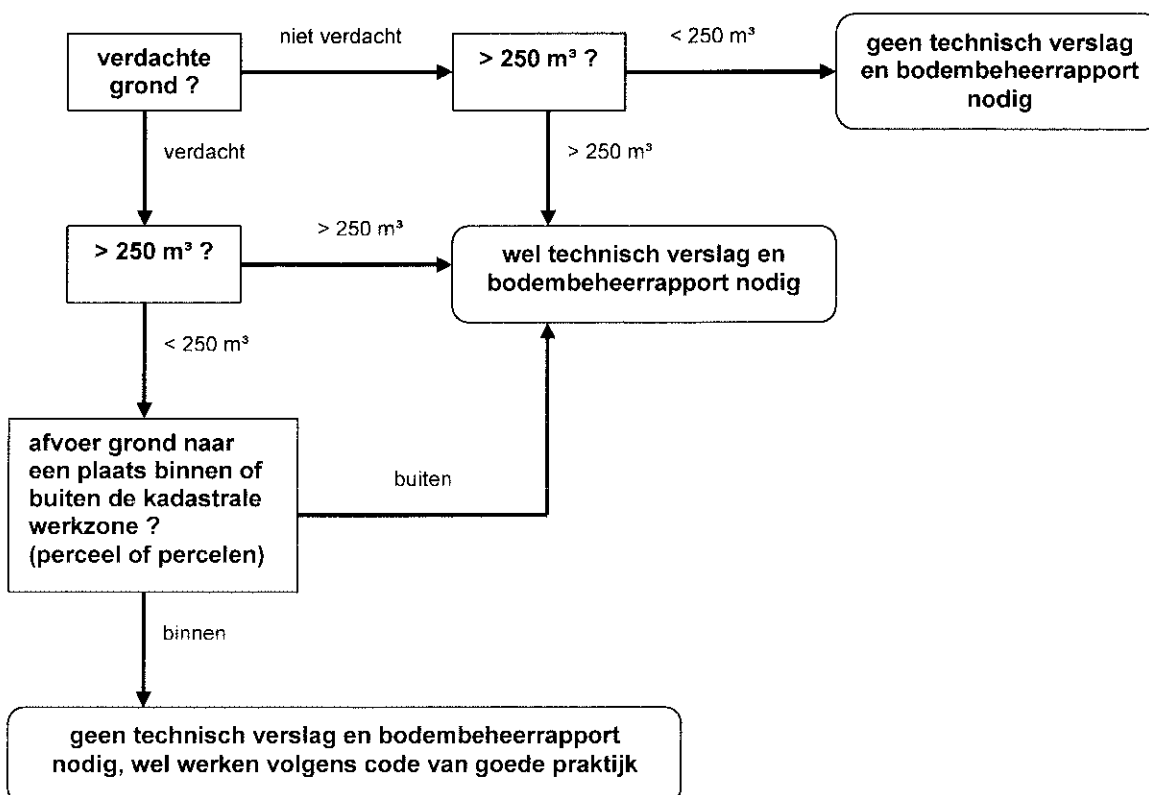 verdachte
grond ?
niet verdacht
> 250 m³ ?
< 250 m³
geen technisch verslag
en bodembeheerrapport
nodig
verdacht
> 250 m³
> 250 m³ ?
> 250 m³
wel technisch verslag en
bodembeheerrapport nodig
< 250 m³
afvoer grond naar
een plaats binnen of
buiten de kadastrale
werkzone ?
(perceel of percelen)
buiten
binnen
geen technisch verslag en bodembeheerrapport
nodig, wel werken volgens code van goede praktijk